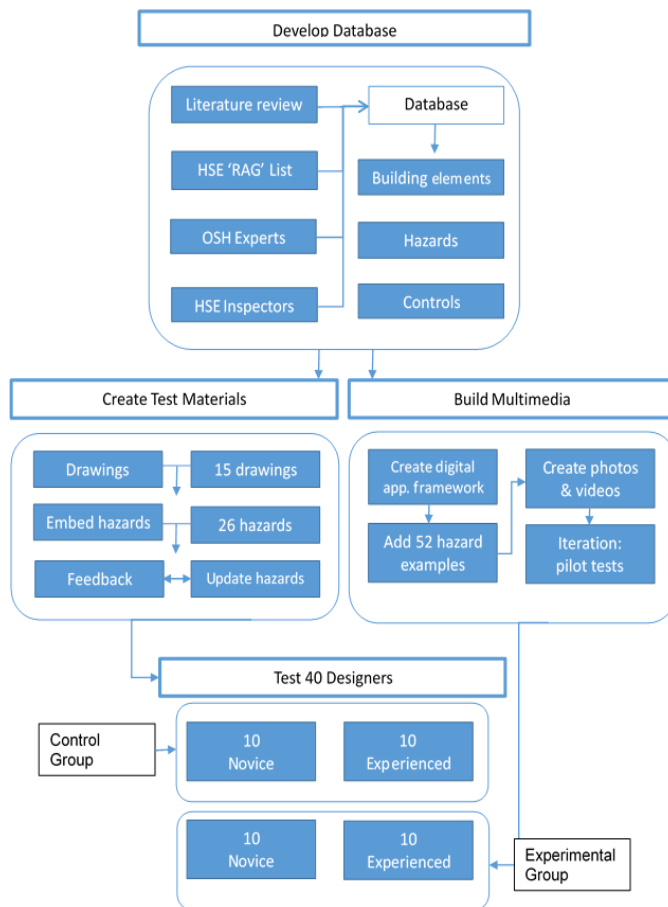 Develop Database
Literature review
Database
HSE ‘RAG’ List
Building elements
OSH Experts
Hazards
HSE Inspectors
Controls
Create Test Materials
Build Multimedia
Drawings
15 drawings
Embed hazards
26 hazards
Feedback
Update hazards
Create digital
app. framework
Create photos
& videos
Add 52 hazard
examples
Iteration:
pilot tests
Test 40 Designers
Control
Group
10
Novice
10
Experienced
10
Novice
10
Experienced
Experimental
Group